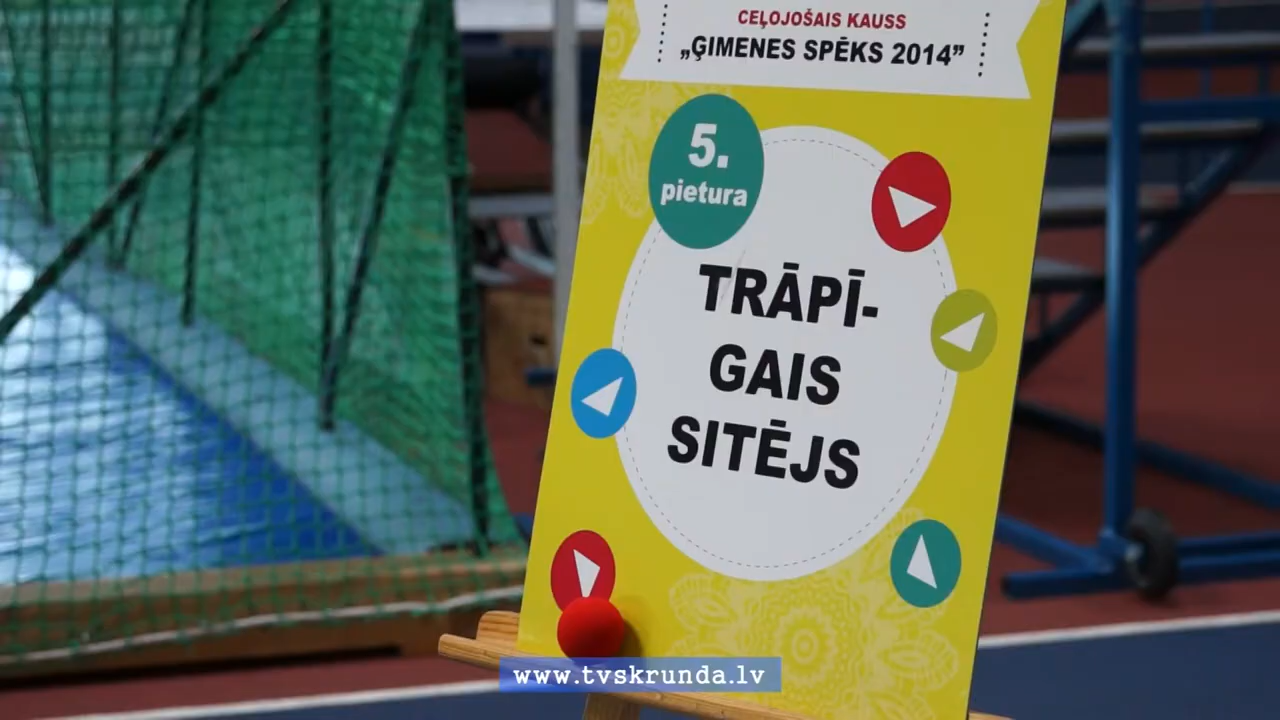 CEĻOJOŠAIS KAUSS
„ĢIMENES SPĒKS 2014”
5.
pietura
TRĀPĪ-
GAIS
SITĒJS
www.tvskrunda.lv